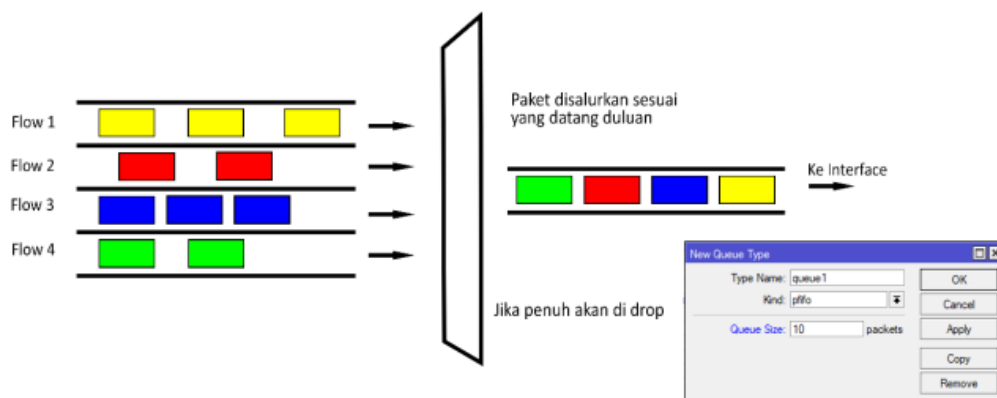 Flow 1
Flow 2
Flow 3
Flow 4
Paket disalurkan sesuai
yang datang duluan
Ke Interface
Jika penuh akan di drop
New Queue Type
Type Name: queue1
Kind: pfifo
Queue Size: 10 packets
OK
Cancel
Apply
Copy
Remove